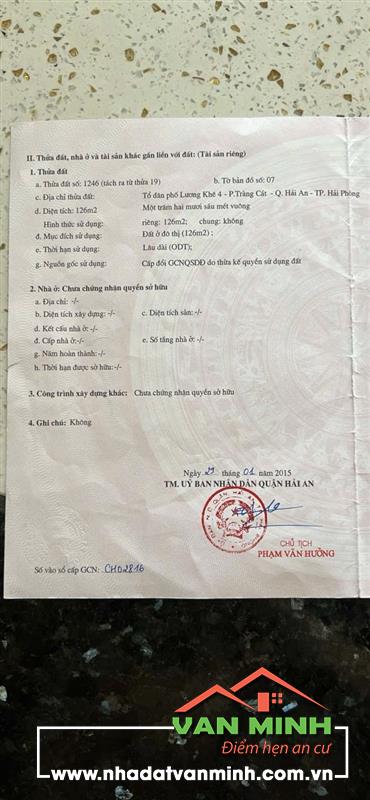 II. Thửa đất, nhà ở và tài sản khác gắn liền với đất: (Tài sản riêng)
1. Thửa đất
a. Thửa đất số: 1246 (tách ra từ thửa 19) b. Tờ bản đồ số: 07
c. Địa chỉ thửa đất: Tổ dân phố Lương Khê 4 - P.Tràng Cát - Q. Hải An - TP. Hải Phòng
d. Diện tích: 126m2 Một trăm hai mươi sáu mét vuông
Hình thức sử dụng: riêng: 126m2; chung: không
đ. Mục đích sử dụng: Đất ở đô thị (126m2) ;
e. Thời hạn sử dụng: Lâu dài (ODT);
g. Nguồn gốc sử dụng: Cấp đổi GCNQSDĐ do thừa kế quyền sử dụng đất
2. Nhà ở: Chưa chứng nhận quyền sở hữu
a. Địa chỉ: -/-
b. Diện tích xây dựng: -/- c. Diện tích sàn: -/-
d. Kết cấu nhà ở: -/-
đ. Cấp nhà ở:-/- e. Số tầng nhà ở: -/-
g. Năm hoàn thành: -/-
h. Thời hạn được sở hữu:-/-
3. Công trình xây dựng khác: Chưa chứng nhận quyền sở hữu
4. Ghi chú: Không
Ngày 29 tháng 01 năm 2015
TM. UỶ BAN NHÂN DÂN QUẬN HẢI AN
CHỦ TỊCH
PHẠM VĂN HƯỜNG
Số vào sổ cấp GCN: CH02816
VAN MINH
Điểm hẹn an cư
www.nhadatvanminh.com.vn